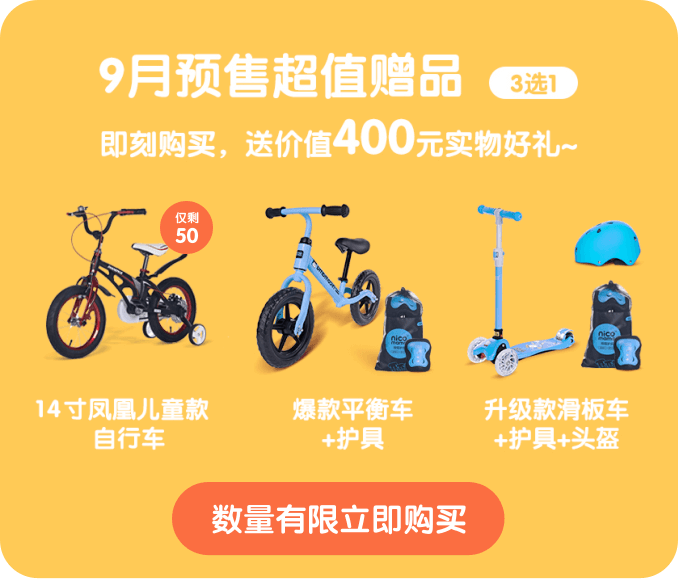 9月预售超值赠品
3选1
即刻购买，送价值400元实物好礼~
仅剩
50
nico
nico
14寸凤凰儿童款
自行车
爆款平衡车
+护具
升级款滑板车
+护具+头盔
数量有限立即购买